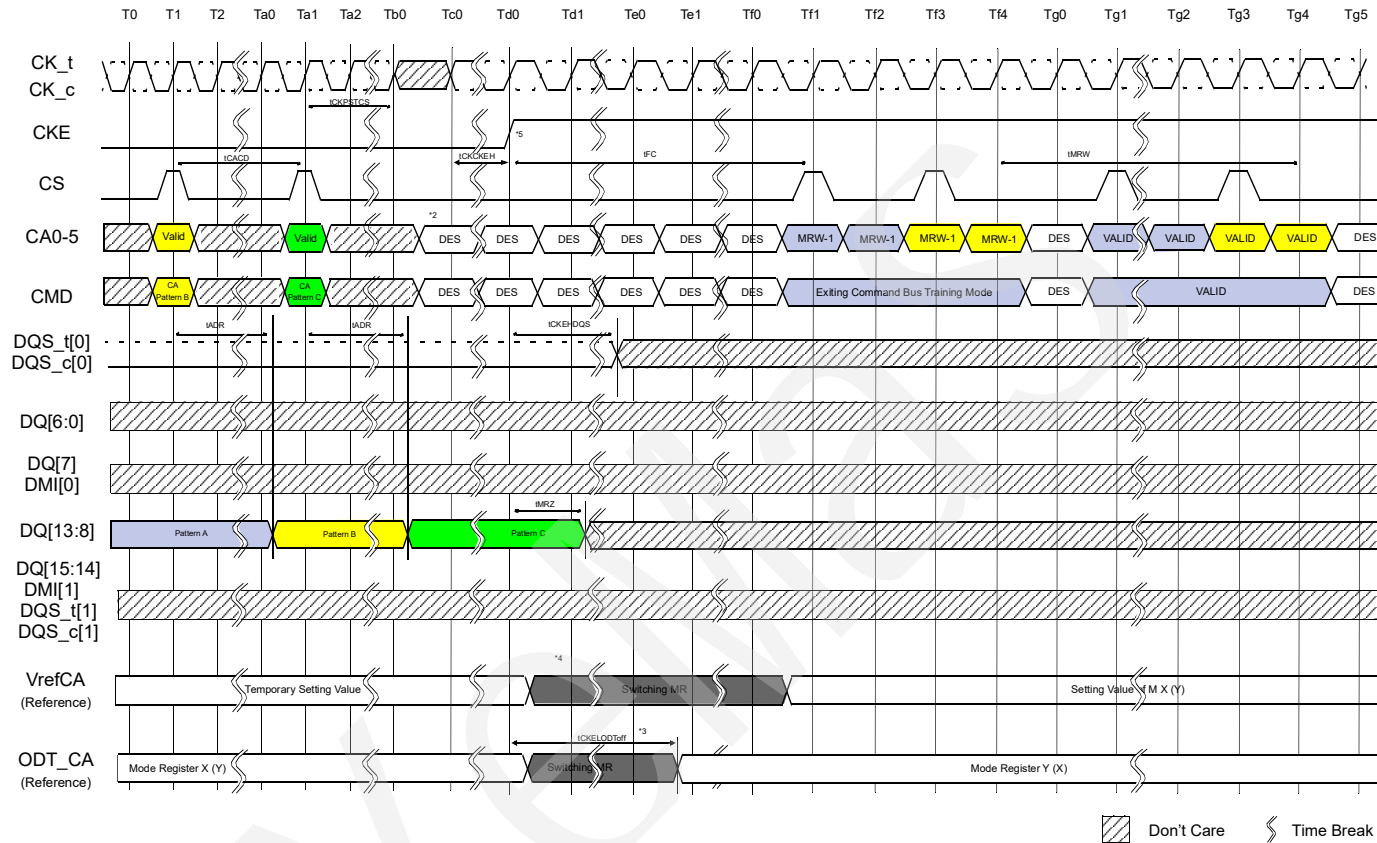 T0 T1 T2 Ta0 Ta1 Ta2 Tb0 Tc0 Td0 Td1 Te0 Te1 Tf0 Tf1 Tf2 Tf3 Tf4 Tg0 Tg1 Tg2 Tg3 Tg4 Tg5
CK_t
CK_c
tCKPSTCS
CKE
*5
tCACD tCKCKEH tFC tMRW
CS
*2
CA0-5 Valid Valid DES DES DES DES DES DES MRW-1 MRW-1 MRW-1 MRW-1 DES VALID VALID VALID VALID DES
CMD CA Pattern B CA Pattern C DES DES DES DES DES DES Exiting Command Bus Training Mode DES VALID DES
tADR tADR tCKEHDQS
DQS_t[0]
DQS_c[0]
DQ[6:0]
DQ[7]
DMI[0]
tMRZ
DQ[13:8] Pattern A Pattern B Pattern C
DQ[15:14]
DMI[1]
DQS_t[1]
DQS_c[1]
*4
VrefCA Temporary Setting Value Switching MR Setting Value of M X (Y)
(Reference)
tCKELODToff *3
ODT_CA Mode Register X (Y) Switching MR Mode Register Y (X)
(Reference)
Don't Care Time Break